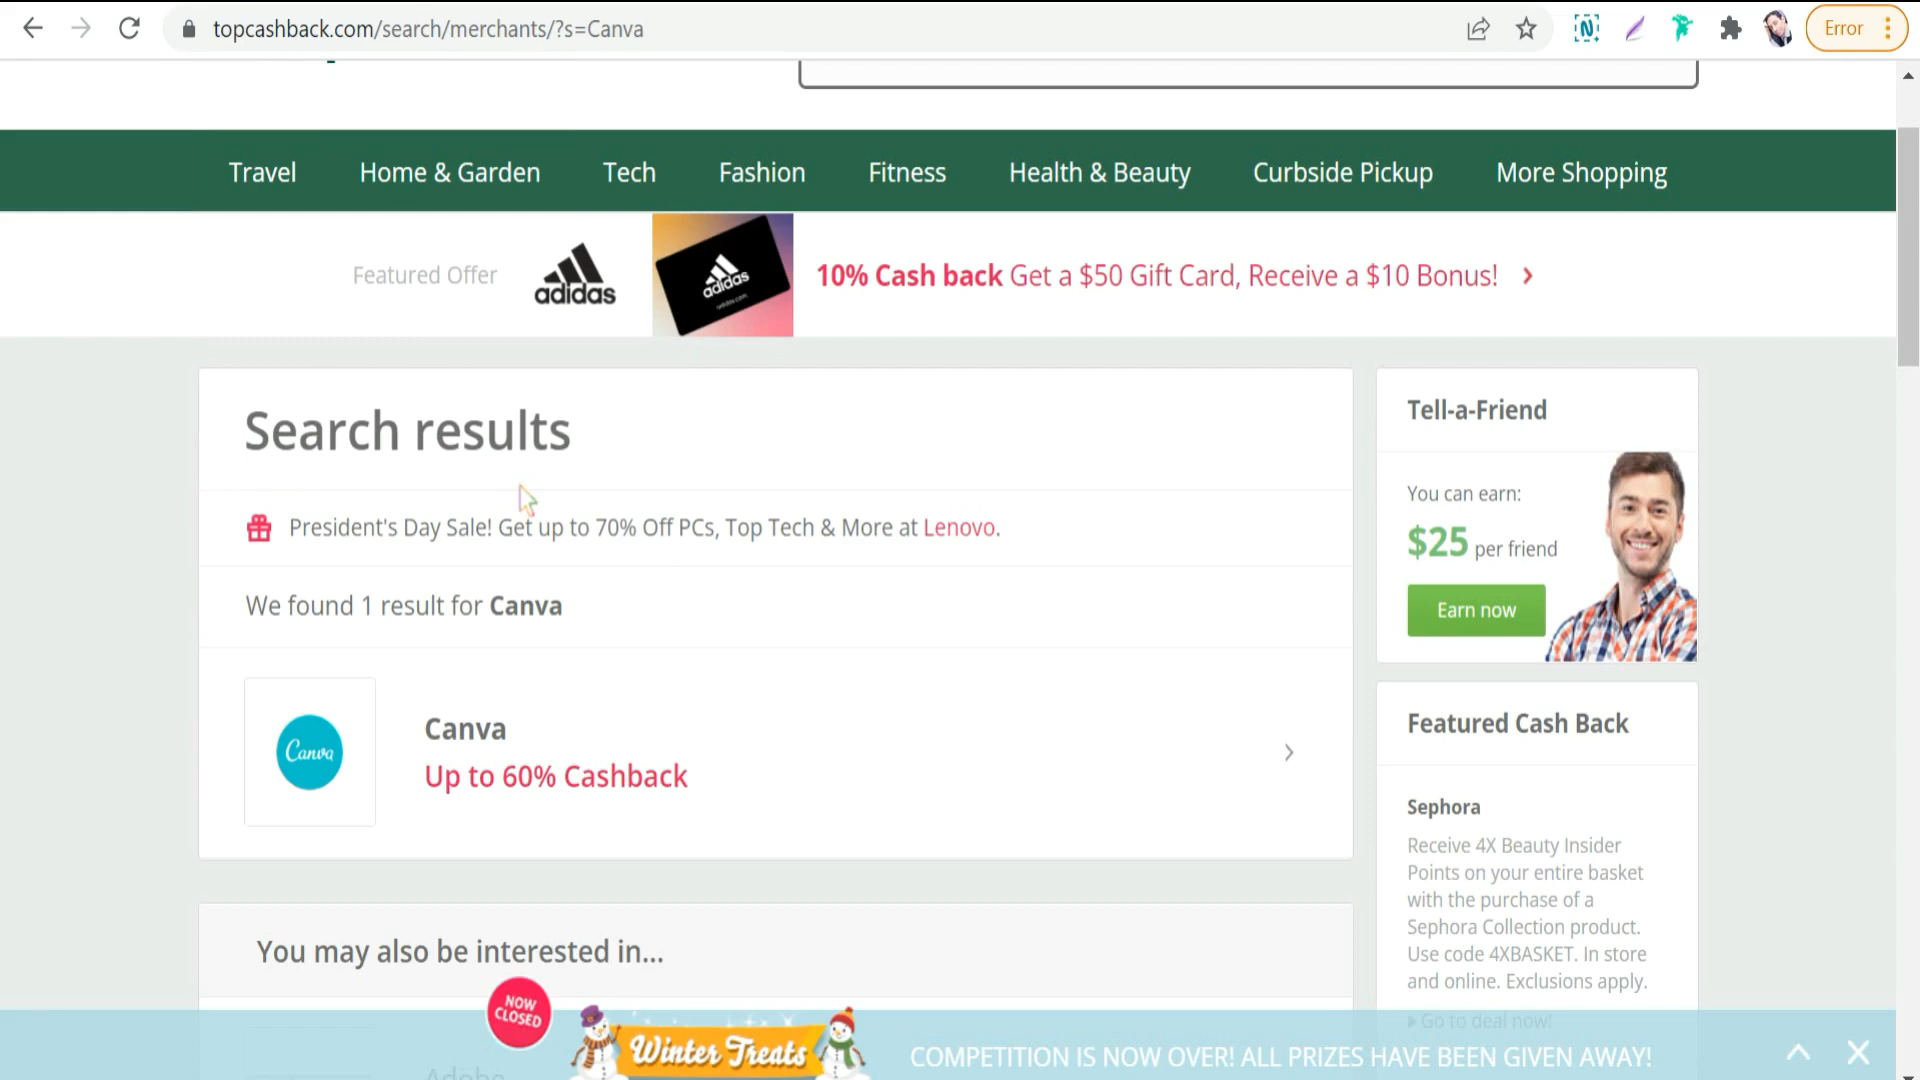 topcashback.com/search/merchants/?s=Canva
Error
Travel Home & Garden Tech Fashion Fitness Health & Beauty Curbside Pickup More Shopping
Featured Offer adidas adidas 10% Cash back Get a $50 Gift Card, Receive a $10 Bonus!
Search results
President's Day Sale! Get up to 70% Off PCs, Top Tech & More at Lenovo.
We found 1 result for Canva
Canva
Canva
Up to 60% Cashback
You may also be interested in...
Adobe
Tell-a-Friend
You can earn:
$25 per friend
Earn now
Featured Cash Back
Sephora
Receive 4X Beauty Insider
Points on your entire basket
with the purchase of a
Sephora Collection product.
Use code 4XBASKET. In store
and online. Exclusions apply.
Go to deal now!
NOW
CLOSED
Winter Treats
COMPETITION IS NOW OVER! ALL PRIZES HAVE BEEN GIVEN AWAY!